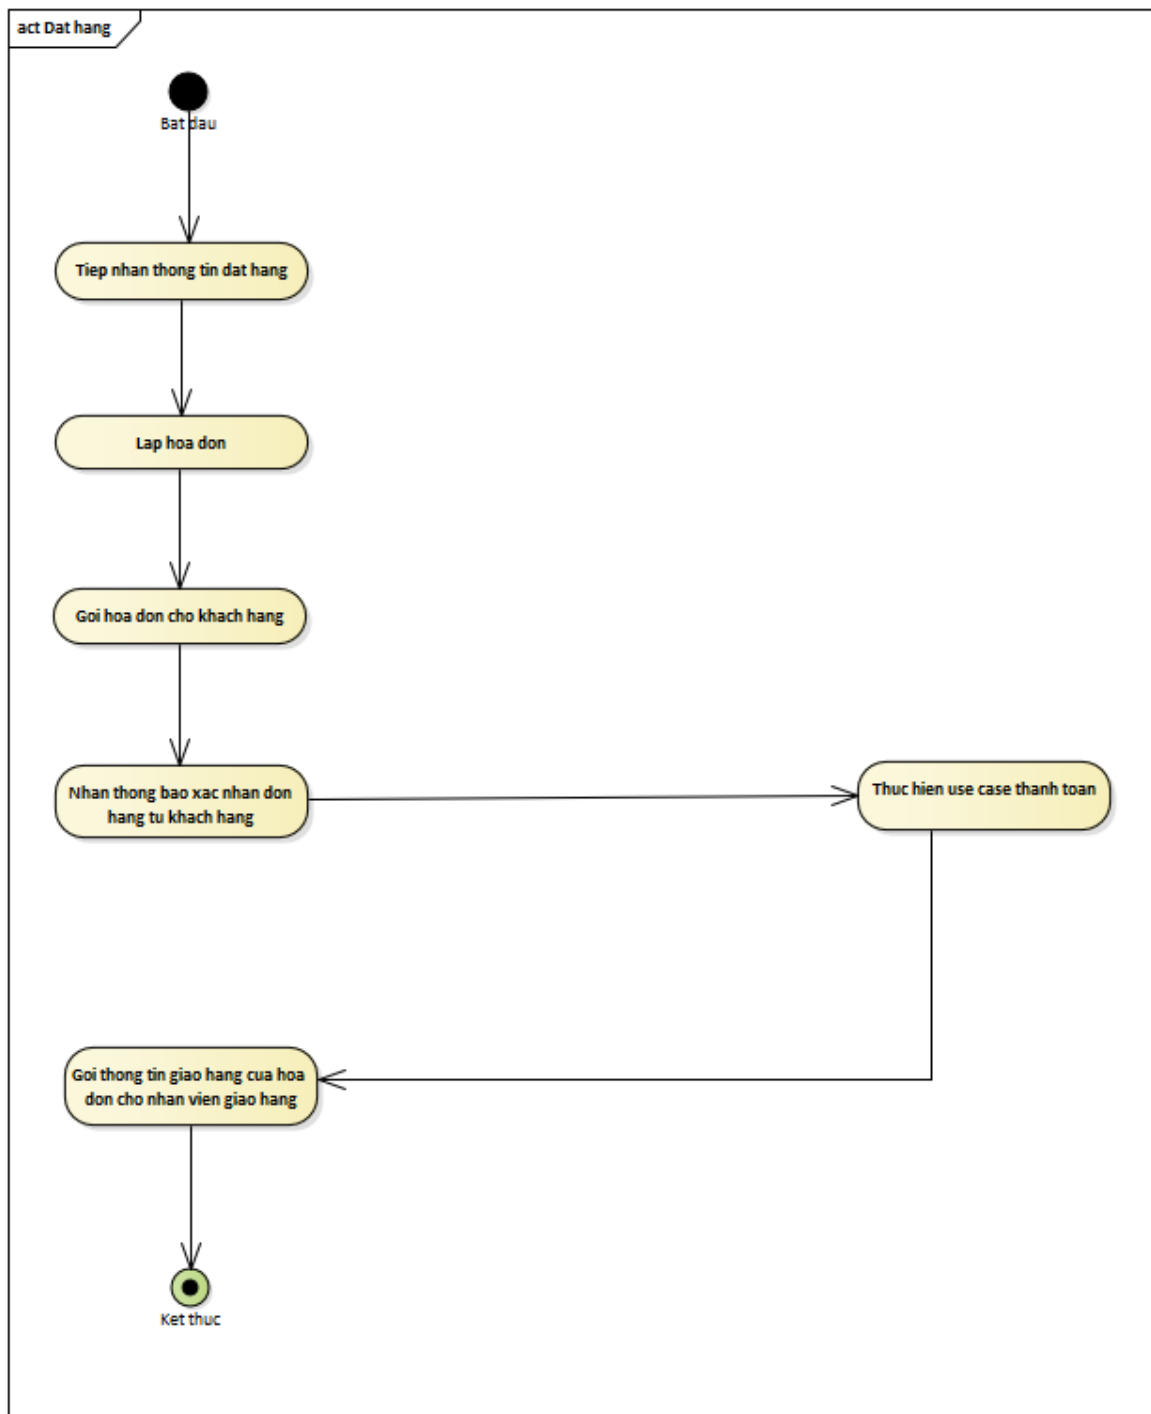 act Dat hang
Bat dau
Tiep nhan thong tin dat hang
Lap hoa don
Goi hoa don cho khach hang
Nhan thong bao xac nhan don
hang tu khach hang
Thuc hien use case thanh toan
Goi thong tin giao hang cua hoa
don cho nhan vien giao hang
Ket thuc